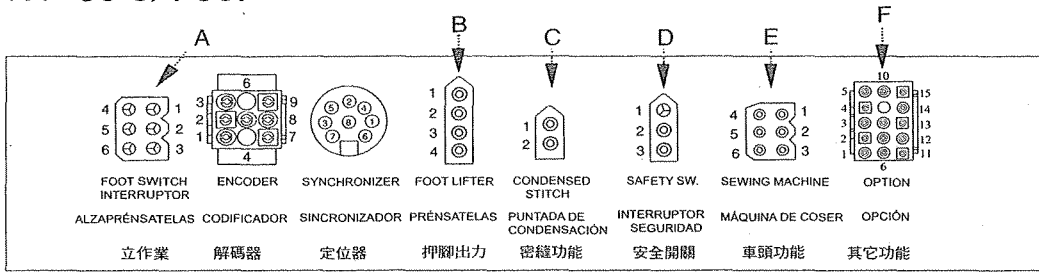 A
B
C
D
E
F
4 1
5 2
6 3
6
3 9
2 8
1 7
4
2
5 4
3 8 1
7 6
1
2
3
4
1
2
1
2
3
4 1
5 2
6 3
10
5 15
4 14
3 13
2 12
1 11
6
FOOT SWITCH INTERRUPTOR
ENCODER
SYNCHRONIZER
FOOT LIFTER
CONDENSED STITCH
SAFETY SW.
SEWING MACHINE
OPTION
ALZAPRÉNSATELAS
CODIFICADOR
SINCRONIZADOR
PRÉNSATELAS
PUNTADA DE CONDENSACIÓN
INTERRUPTOR SEGURIDAD
MÁQUINA DE COSER
OPCIÓN
立作業
解碼器
定位器
押腳出力
密縫功能
安全開關
車頭功能
其它功能